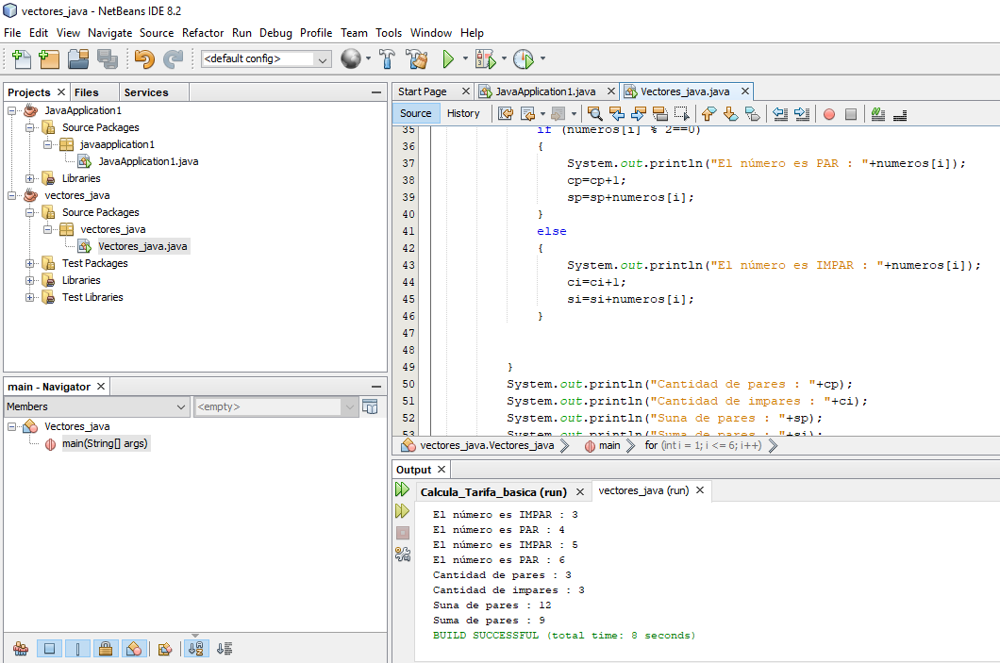 vectores_java - NetBeans IDE 8.2
File Edit View Navigate Source Refactor Run Debug Profile Team Tools Window Help
<default config>
Projects Files Services
JavaApplication1
Source Packages
javaapplication1
JavaApplication1.java
Libraries
vectores_java
Source Packages
vectores_java
Vectores_java.java
Test Packages
Libraries
Test Libraries
main - Navigator
Members <empty>
Vectores_java
main(String[] args)
Start Page JavaApplication1.java Vectores_java.java
Source History
35 if (numeros[i] % 2==0)
36 {
37 System.out.println("El número es PAR : "+numeros[i]);
38 cp=cp+1;
39 sp=sp+numeros[i];
40 }
41 else
42 {
43 System.out.println("El número es IMPAR : "+numeros[i]);
44 ci=ci+1;
45 si=si+numeros[i];
46 }
47
48
49 }
50 System.out.println("Cantidad de pares : "+cp);
51 System.out.println("Cantidad de impares : "+ci);
52 System.out.println("Suna de pares : "+sp);
53 System.out.println("Suma de pares : "+si);
vectores_java.Vectores_java main for (int i = 1; i <= 6; i++)
Output
Calcula_Tarifa_basica (run) vectores_java (run)
El número es IMPAR : 3
El número es PAR : 4
El número es IMPAR : 5
El número es PAR : 6
Cantidad de pares : 3
Cantidad de impares : 3
Suna de pares : 12
Suma de pares : 9
BUILD SUCCESSFUL (total time: 8 seconds)